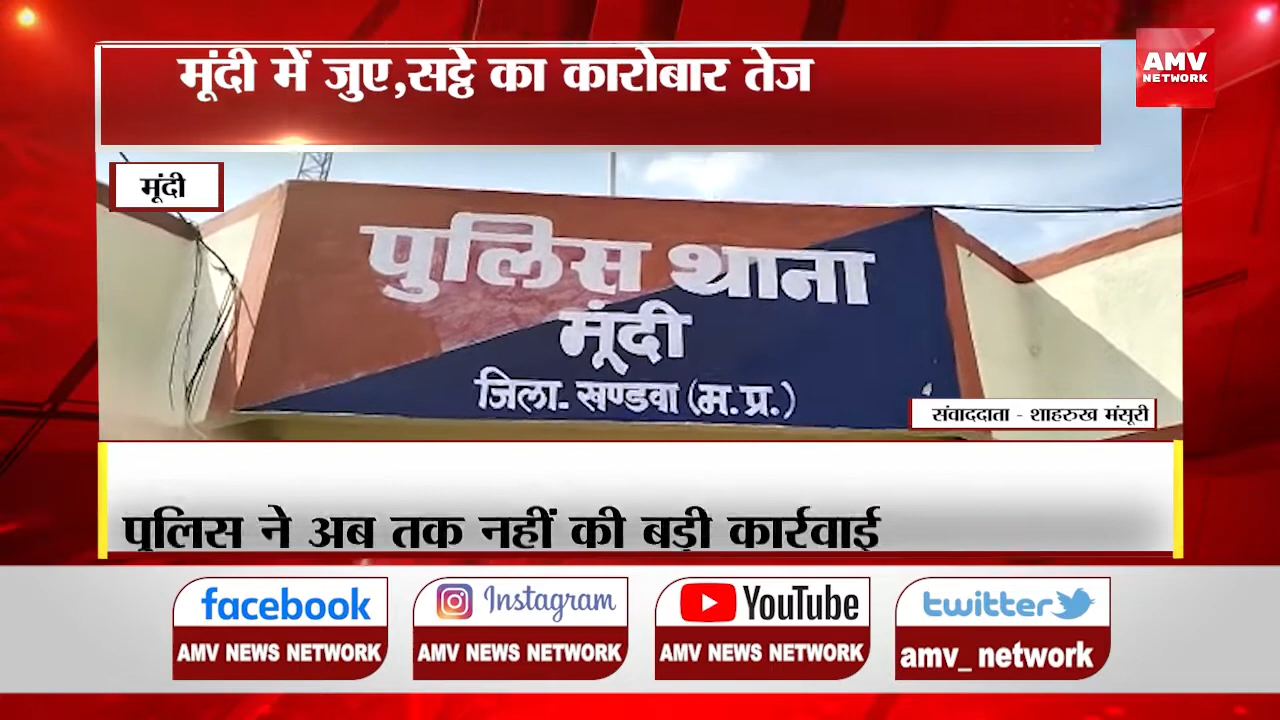 मूंदी में जुए,सट्टे का कारोबार तेज
AMV
NETWORK
मूंदी
पुलिस थाना
मूंदी
जिला- खण्डवा (म.प्र.)
संवाददाता - शाहरुख मंसूरी
पुलिस ने अब तक नहीं की बड़ी कार्रवाई
facebook
AMV NEWS NETWORK
Instagram
AMV NEWS NETWORK
YouTube
AMV NEWS NETWORK
twitter
amv_ network